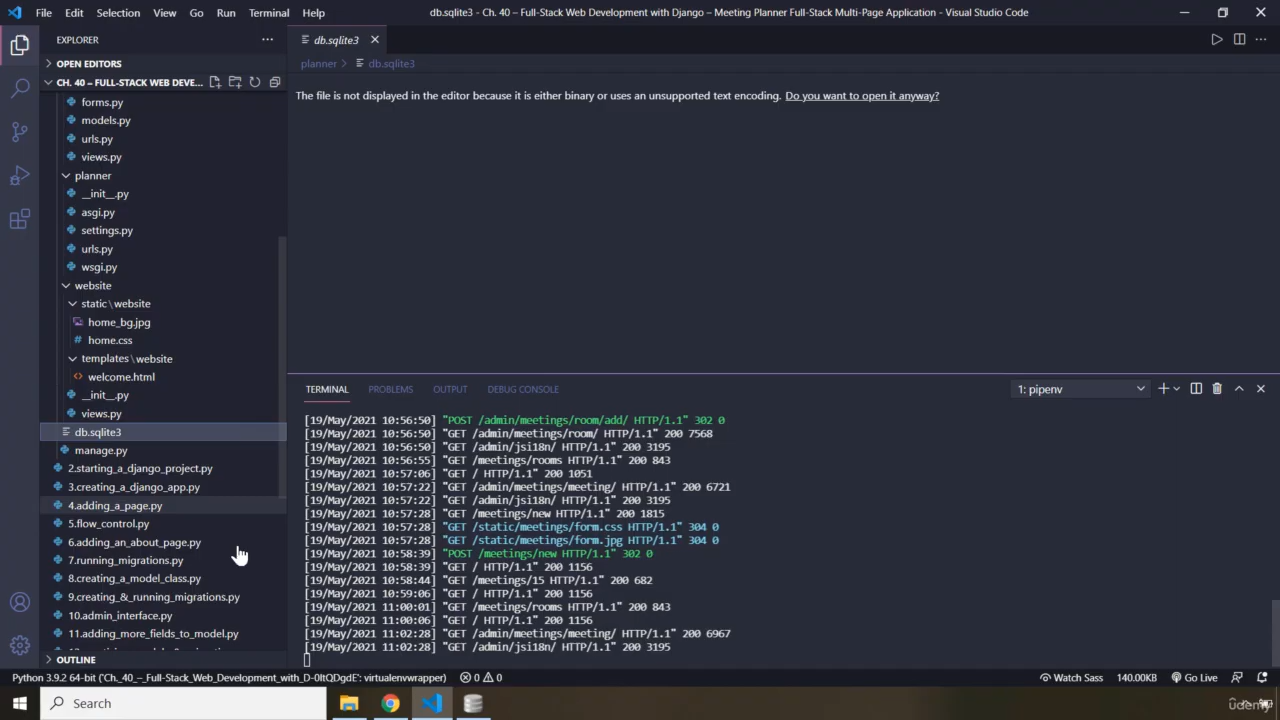 File Edit Selection View Go Run Terminal Help
db.sqlite3 - Ch. 40 – Full-Stack Web Development with Django – Meeting Planner Full-Stack Multi-Page Application - Visual Studio Code
EXPLORER
OPEN EDITORS
CH. 40 – FULL-STACK WEB DEVE...
forms.py
models.py
urls.py
views.py
planner
__init__.py
asgi.py
settings.py
urls.py
wsgi.py
website
static\website
home_bg.jpg
home.css
templates\website
welcome.html
__init__.py
views.py
db.sqlite3
manage.py
2.starting_a_django_project.py
3.creating_a_django_app.py
4.adding_a_page.py
5.flow_control.py
6.adding_an_about_page.py
7.running_migrations.py
8.creating_a_model_class.py
9.creating_&_running_migrations.py
10.admin_interface.py
11.adding_more_fields_to_model.py
OUTLINE
db.sqlite3
planner > db.sqlite3
The file is not displayed in the editor because it is either binary or uses an unsupported text encoding. Do you want to open it anyway?
TERMINAL PROBLEMS OUTPUT DEBUG CONSOLE
1: pipenv
[19/May/2021 10:56:50] "POST /admin/meetings/room/add/ HTTP/1.1" 302 0
[19/May/2021 10:56:50] "GET /admin/meetings/room/ HTTP/1.1" 200 7568
[19/May/2021 10:56:50] "GET /admin/jsi18n/ HTTP/1.1" 200 3195
[19/May/2021 10:56:55] "GET /meetings/rooms HTTP/1.1" 200 843
[19/May/2021 10:57:06] "GET / HTTP/1.1" 200 1051
[19/May/2021 10:57:22] "GET /admin/meetings/meeting/ HTTP/1.1" 200 6721
[19/May/2021 10:57:22] "GET /admin/jsi18n/ HTTP/1.1" 200 3195
[19/May/2021 10:57:28] "GET /meetings/new HTTP/1.1" 200 1815
[19/May/2021 10:57:28] "GET /static/meetings/form.css HTTP/1.1" 304 0
[19/May/2021 10:57:28] "GET /static/meetings/form.jpg HTTP/1.1" 304 0
[19/May/2021 10:58:39] "POST /meetings/new HTTP/1.1" 302 0
[19/May/2021 10:58:39] "GET / HTTP/1.1" 200 1156
[19/May/2021 10:58:44] "GET /meetings/15 HTTP/1.1" 200 682
[19/May/2021 10:59:06] "GET / HTTP/1.1" 200 1156
[19/May/2021 11:00:01] "GET /meetings/rooms HTTP/1.1" 200 843
[19/May/2021 11:00:06] "GET / HTTP/1.1" 200 1156
[19/May/2021 11:02:28] "GET /admin/meetings/meeting/ HTTP/1.1" 200 6967
[19/May/2021 11:02:28] "GET /admin/jsi18n/ HTTP/1.1" 200 3195
Python 3.9.2 64-bit ('Ch._40_–_Full-Stack_Web_Development_with_D-0ltQDgdE': virtualenvwrapper) 0 0
Watch Sass 140.00KB Go Live
Search
udemy